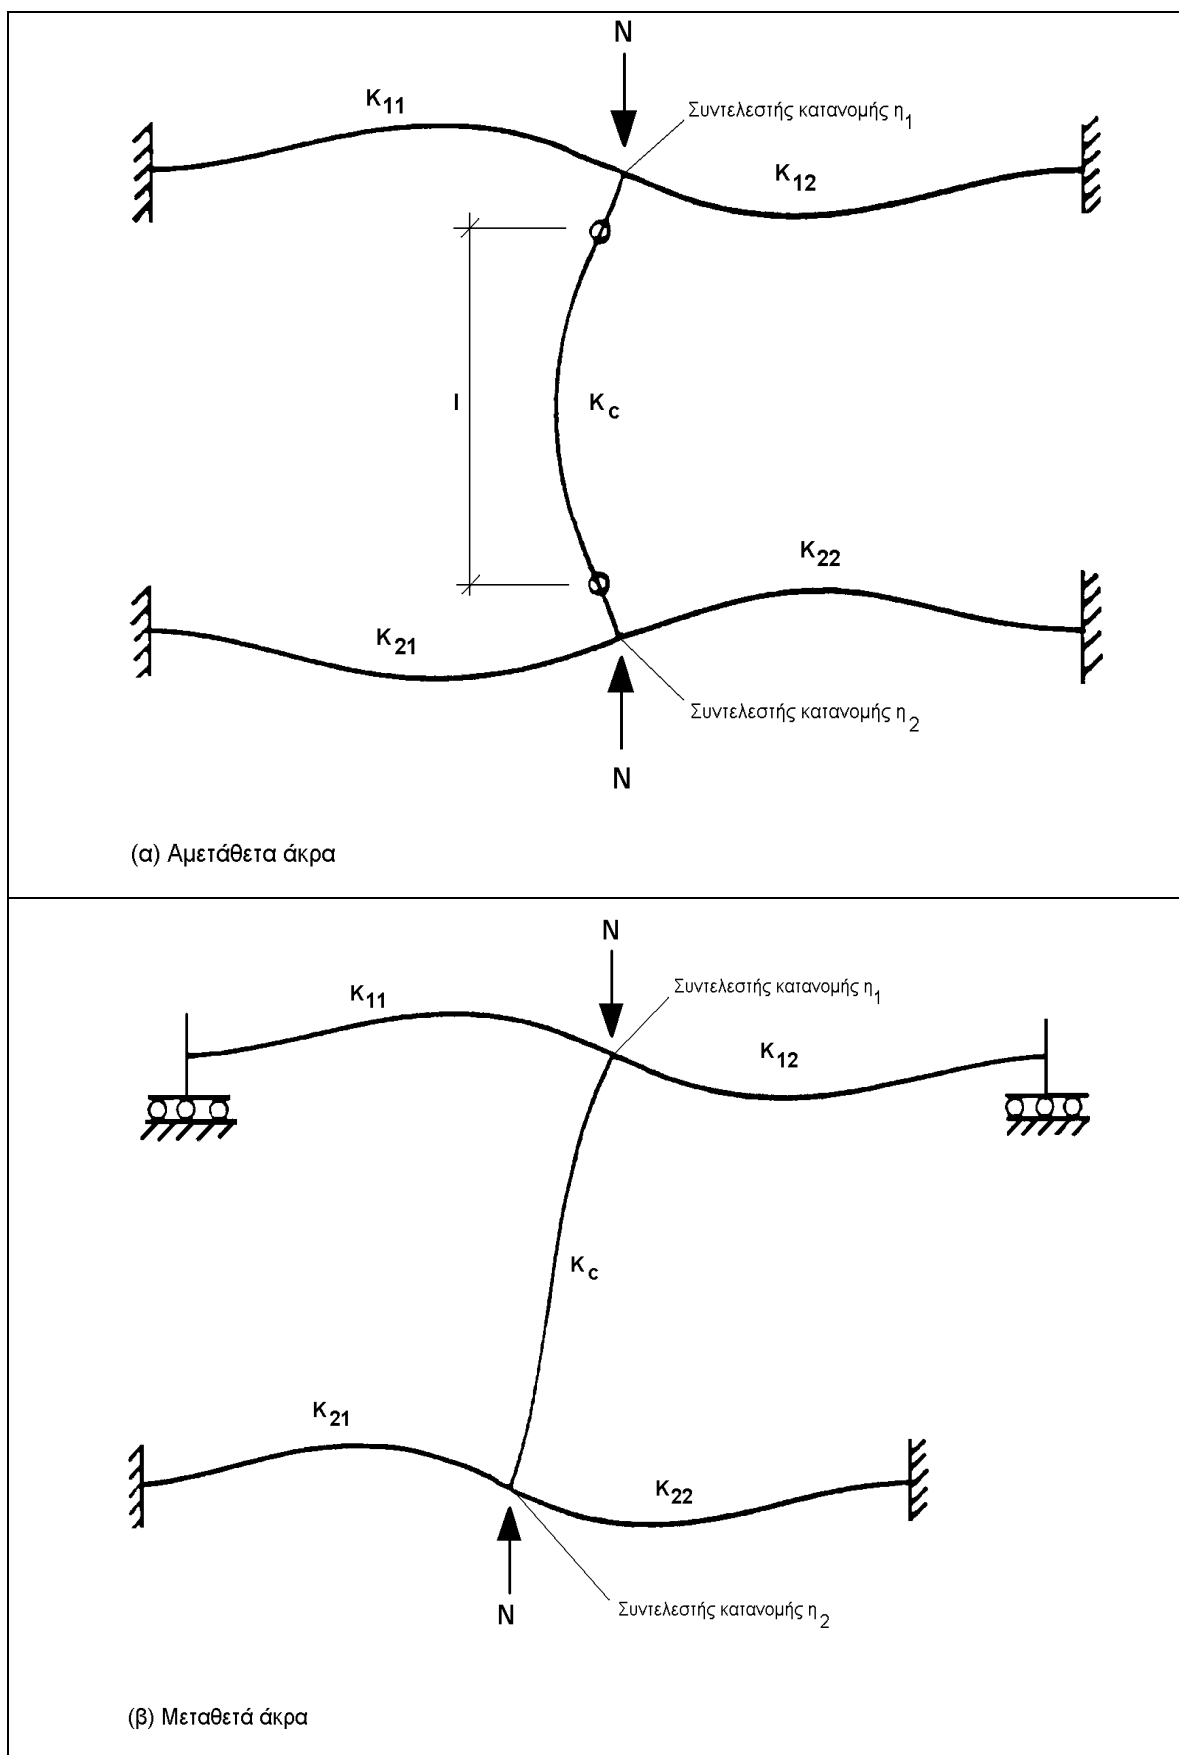 N
Συντελεστής κατανομής η1
K11
K12
l
Kc
K22
K21
Συντελεστής κατανομής η2
N
(α) Αμετάθετα άκρα
N
Συντελεστής κατανομής η1
K11
K12
Kc
K21
K22
N
Συντελεστής κατανομής η2
(β) Μεταθετά άκρα